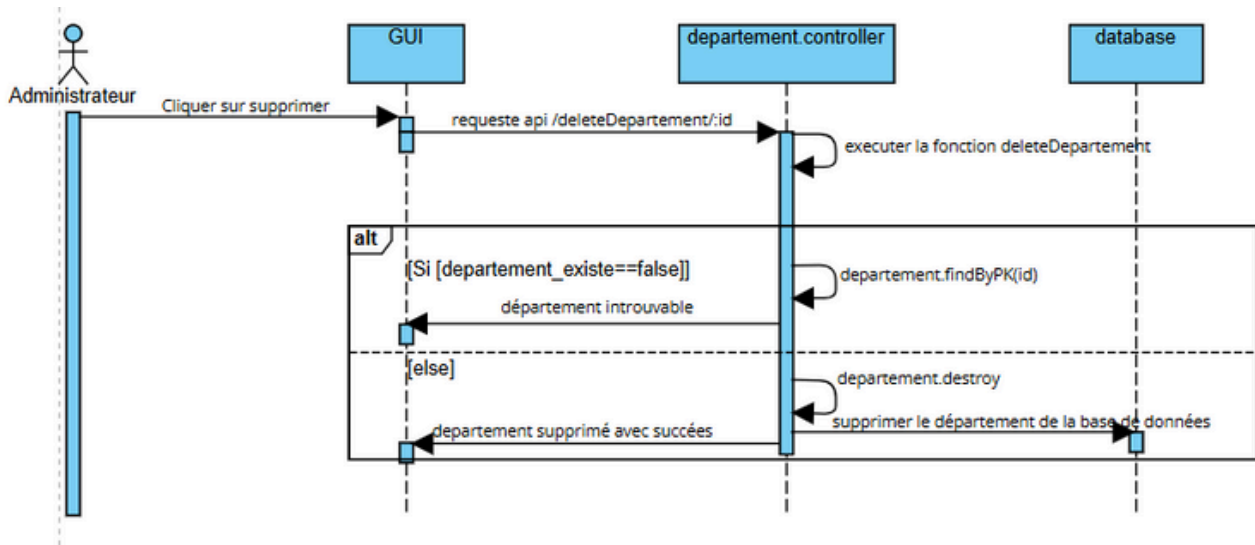 GUI
departement.controller
database
Administrateur
Cliquer sur supprimer
requeste api /deleteDepartement/:id
executer la fonction deleteDepartement
alt
[Si [departement_existe==false]]
departement.findByPK(id)
département introuvable
[else]
departement.destroy
supprimer le département de la base de données
departement supprimé avec succées